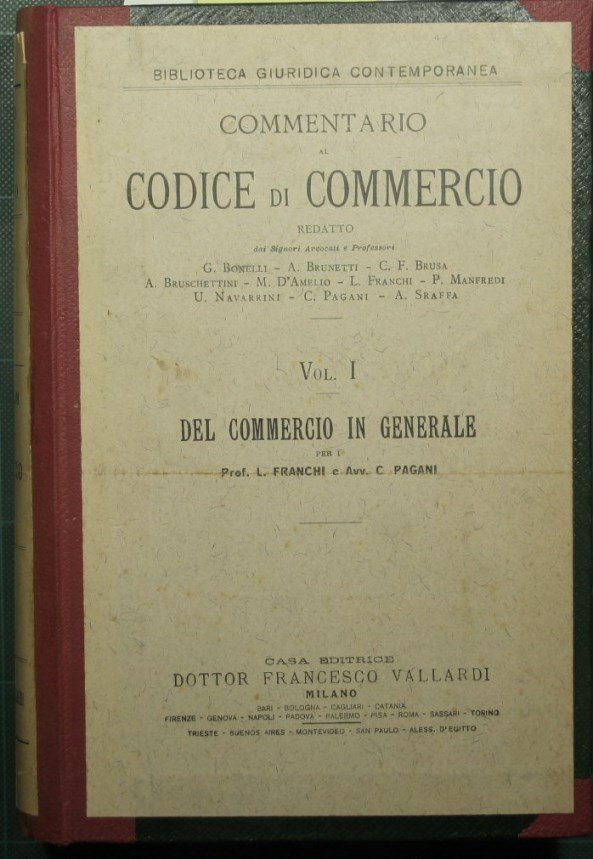 BIBLIOTECA GIURIDICA CONTEMPORANEA
COMMENTARIO
AL
CODICE DI COMMERCIO
REDATTO
dai Signori Avvocati e Professori
G. BONELLI - A. BRUNETTI - C. F. BRUSA
A. BRUSCHETTINI - M. D'AMELIO - L. FRANCHI - P. MANFREDI
U. NAVARRINI - C. PAGANI - A. SRAFFA
VOL. I
DEL COMMERCIO IN GENERALE
PER I
Prof. L. FRANCHI e Avv. C. PAGANI
CASA EDITRICE
DOTTOR FRANCESCO VALLARDI
MILANO
BARI - BOLOGNA - CAGLIARI - CATANIA
FIRENZE - GENOVA - NAPOLI - PADOVA - PALERMO - PISA - ROMA - SASSARI - TORINO
TRIESTE - BUENOS AIRES - MONTEVIDEO - SAN PAULO - ALESS. D'EGITTO